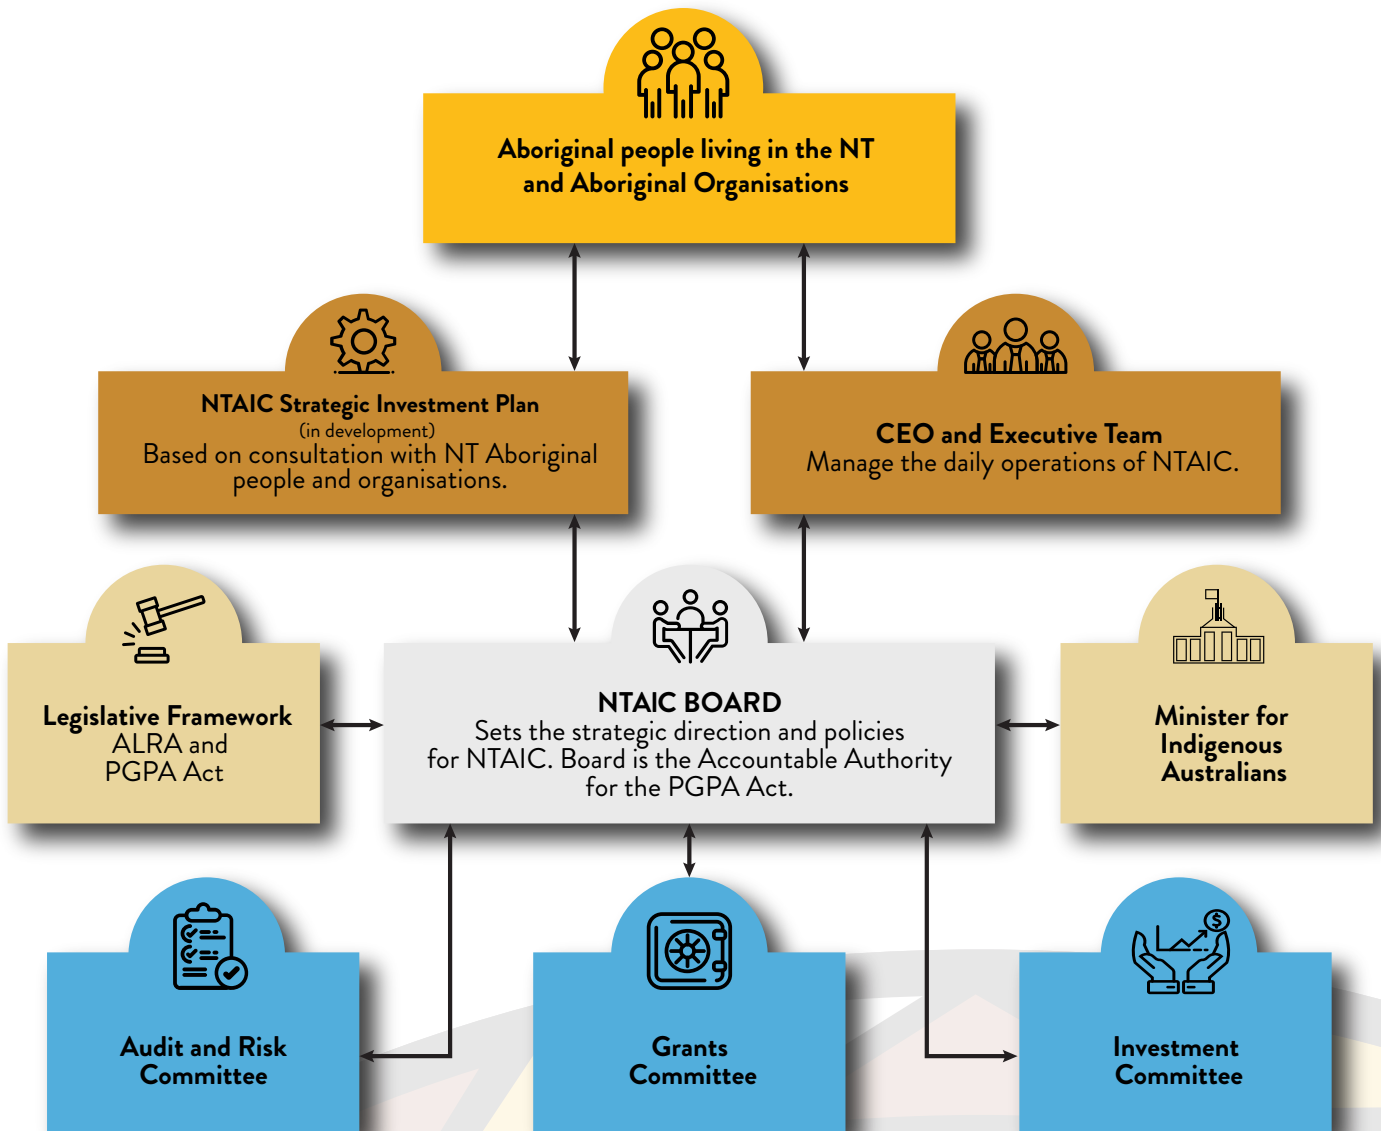 Aboriginal people living in the NT
and Aboriginal Organisations
NTAIC Strategic Investment Plan
(in development)
Based on consultation with NT Aboriginal
people and organisations.
CEO and Executive Team
Manage the daily operations of NTAIC.
Legislative Framework
ALRA and
PGPA Act
NTAIC BOARD
Sets the strategic direction and policies
for NTAIC. Board is the Accountable Authority
for the PGPA Act.
Minister for
Indigenous
Australians
Audit and Risk
Committee
Grants
Committee
$
Investment
Committee